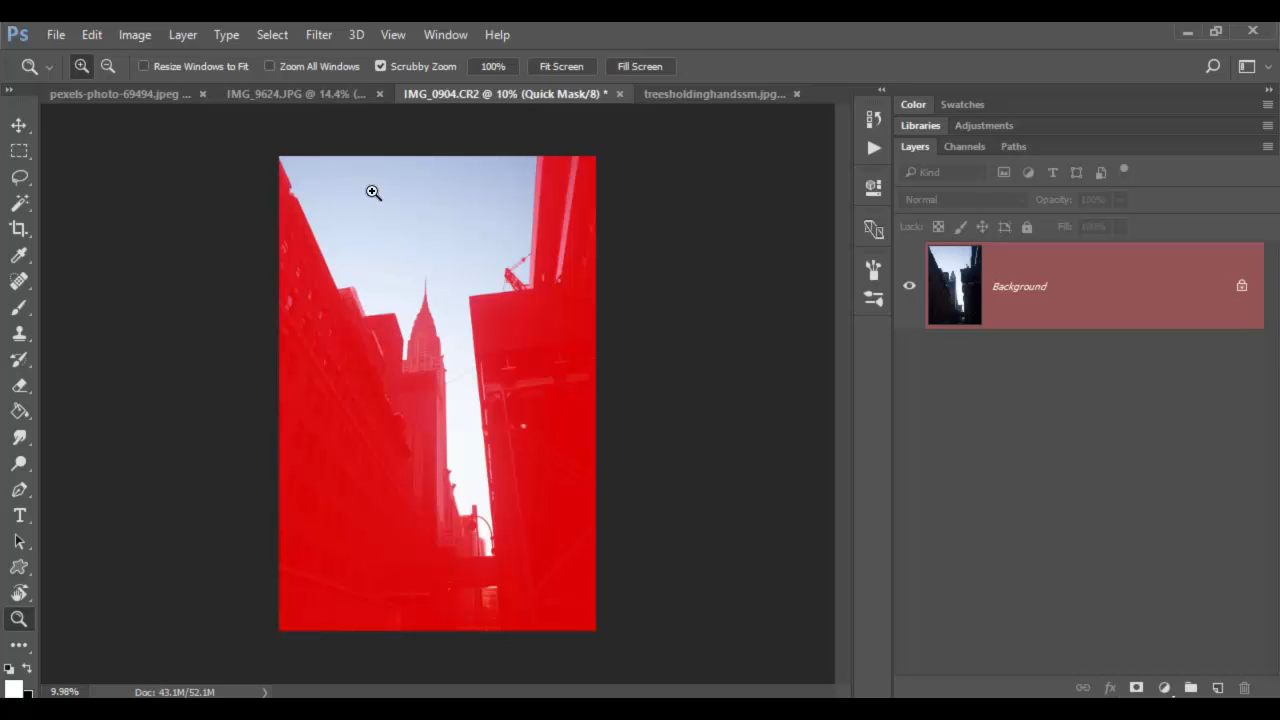 Ps File Edit Image Layer Type Select Filter 3D View Window Help
Resize Windows to Fit Zoom All Windows Scrubby Zoom 100% Fit Screen Fill Screen
pexels-photo-69494.jpeg ... × IMG_9624.JPG @ 14.4% (... × IMG_0904.CR2 @ 10% (Quick Mask/8) * × treesholdinghandssm.jpg... ×
Color Swatches
Libraries Adjustments
Layers Channels Paths
Kind
Normal Opacity: 100%
Lock: Fill: 100%
Background
9.98% Doc: 43.1M/52.1M